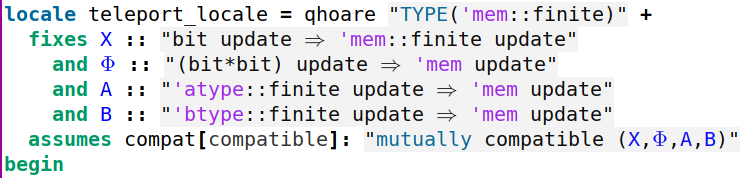 locale teleport_locale = qhoare "TYPE('mem::finite)" +
fixes X :: "bit update ⇒ 'mem::finite update"
and Φ :: "(bit*bit) update ⇒ 'mem update"
and A :: "'atype::finite update ⇒ 'mem update"
and B :: "'btype::finite update ⇒ 'mem update"
assumes compat[compatible]: "mutually compatible (X,Φ,A,B)"
begin